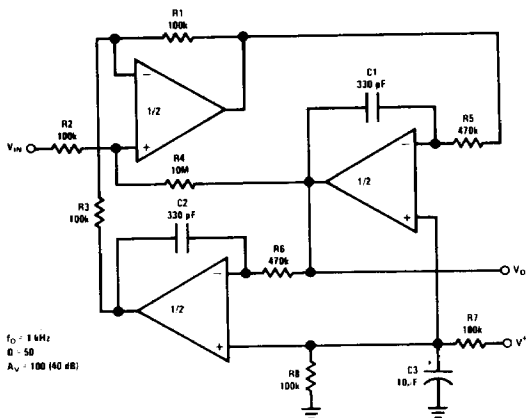 R1
100k
C1
330 pF
−
1/2
+
R2
100k
VIN
R5
470k
−
1/2
+
R4
10M
R3
100k
C2
330 pF
R6
470k
−
1/2
+
VO
R7
100k
V+
R8
100k
+
C3
10µF
fO = 1 kHz
Q = 50
AV = 100 (40 dB)